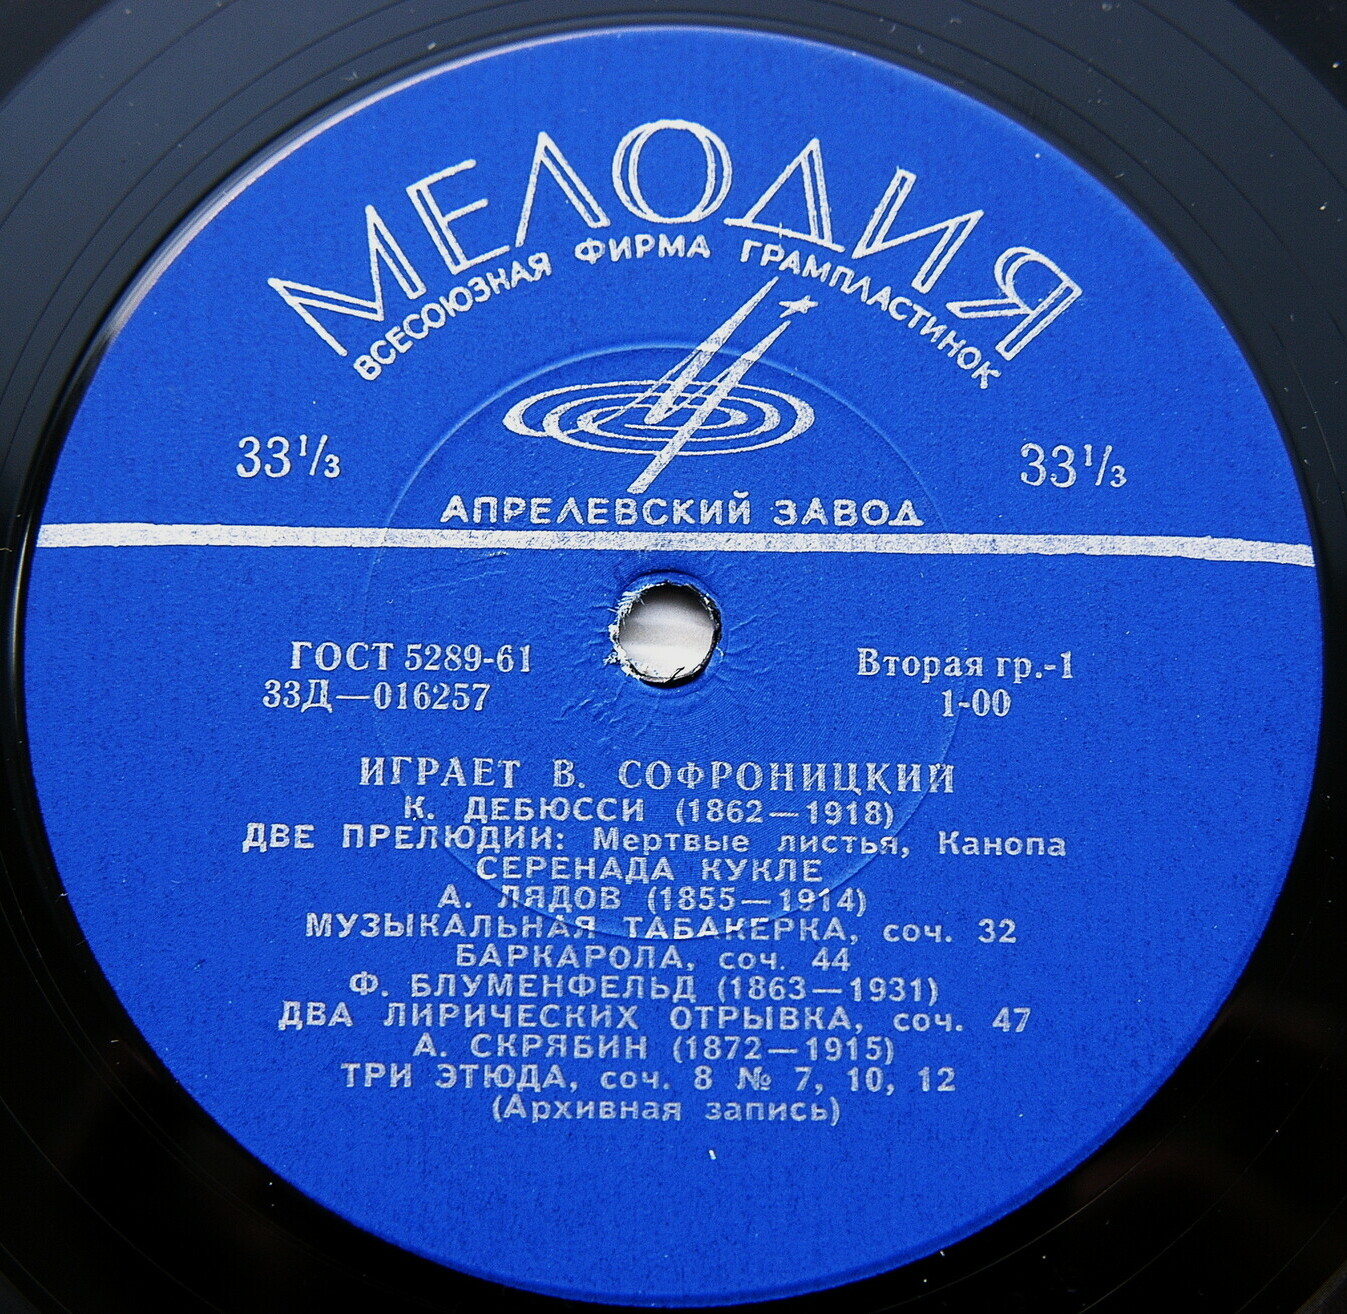 МЕЛОДИЯ
ВСЕСОЮЗНАЯ ФИРМА ГРАМПЛАСТИНОК
33⅓ 33⅓
АПРЕЛЕВСКИЙ ЗАВОД
ГОСТ 5289-61 Вторая гр.-1
33Д—016257 1-00
ИГРАЕТ В. СОФРОНИЦКИЙ
К. ДЕБЮССИ (1862—1918)
ДВЕ ПРЕЛЮДИИ: Мертвые листья, Канопа
СЕРЕНАДА КУКЛЕ
А. ЛЯДОВ (1855—1914)
МУЗЫКАЛЬНАЯ ТАБАКЕРКА, соч. 32
БАРКАРОЛА, соч. 44
Ф. БЛУМЕНФЕЛЬД (1863—1931)
ДВА ЛИРИЧЕСКИХ ОТРЫВКА, соч. 47
А. СКРЯБИН (1872—1915)
ТРИ ЭТЮДА, соч. 8 № 7, 10, 12
(Архивная запись)